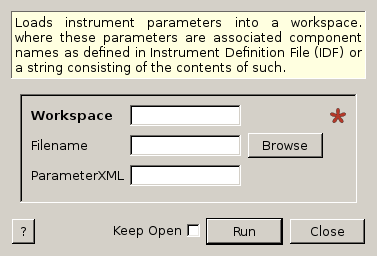 Loads instrument parameters into a workspace.
where these parameters are associated component
names as defined in Instrument Definition File (IDF) or
a string consisting of the contents of such.
Workspace
Filename Browse
ParameterXML
? Keep Open Run Close